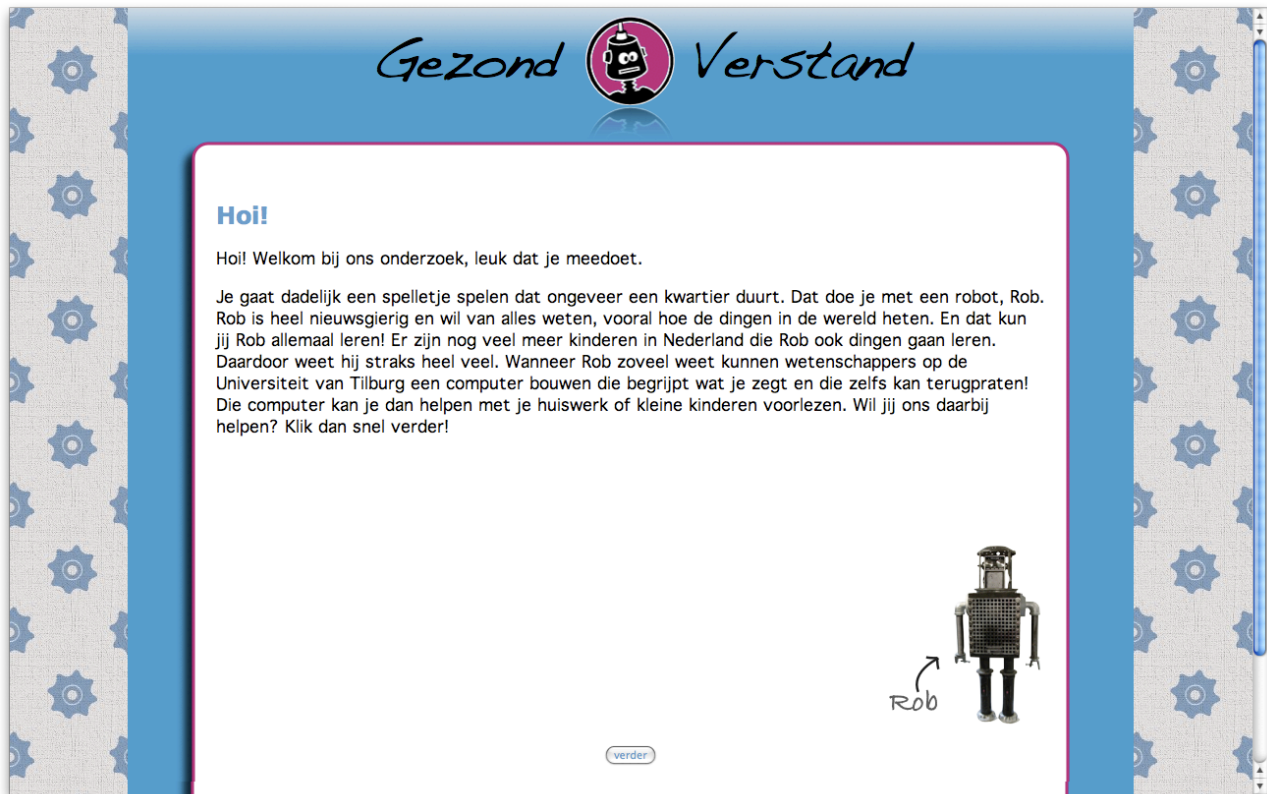 Gezond Verstand
Hoi!
Hoi! Welkom bij ons onderzoek, leuk dat je meedoet.
Je gaat dadelijk een spelletje spelen dat ongeveer een kwartier duurt. Dat doe je met een robot, Rob.
Rob is heel nieuwsgierig en wil van alles weten, vooral hoe de dingen in de wereld heten. En dat kun
jij Rob allemaal leren! Er zijn nog veel meer kinderen in Nederland die Rob ook dingen gaan leren.
Daardoor weet hij straks heel veel. Wanneer Rob zoveel weet kunnen wetenschappers op de
Universiteit van Tilburg een computer bouwen die begrijpt wat je zegt en die zelfs kan terugpraten!
Die computer kan je dan helpen met je huiswerk of kleine kinderen voorlezen. Wil jij ons daarbij
helpen? Klik dan snel verder!
Rob
verder